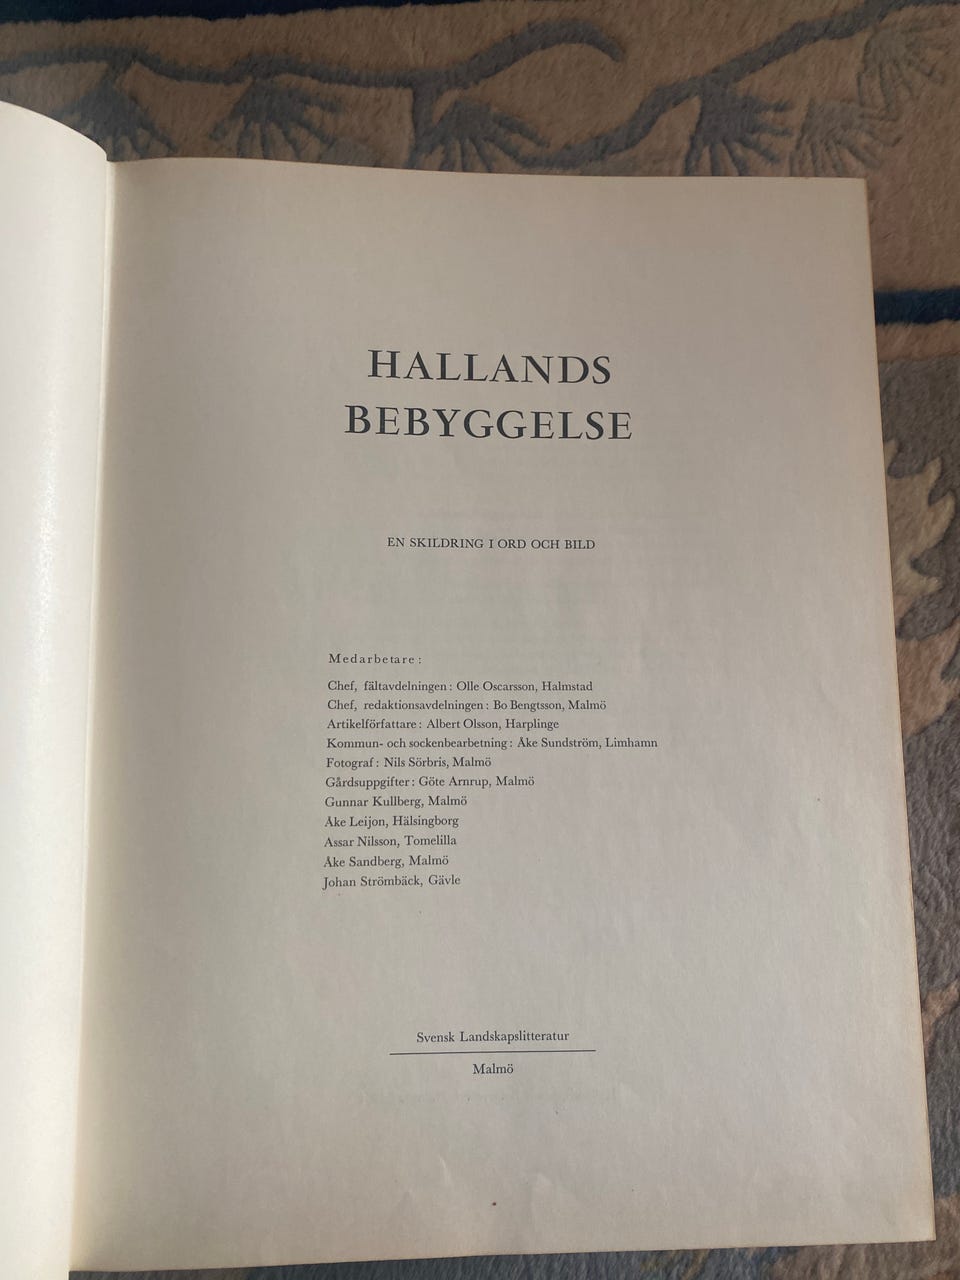 HALLANDS
BEBYGGELSE
EN SKILDRING I ORD OCH BILD
Medarbetare:
Chef, fältavdelningen: Olle Oscarsson, Halmstad
Chef, redaktionsavdelningen: Bo Bengtsson, Malmö
Artikelförfattare: Albert Olsson, Harplinge
Kommun- och sockenbearbetning: Åke Sundström, Limhamn
Fotograf: Nils Sörbris, Malmö
Gårdsuppgifter: Göte Arnrup, Malmö
Gunnar Kullberg, Malmö
Åke Leijon, Hälsingborg
Assar Nilsson, Tomelilla
Åke Sandberg, Malmö
Johan Strömbäck, Gävle
Svensk Landskapslitteratur
Malmö